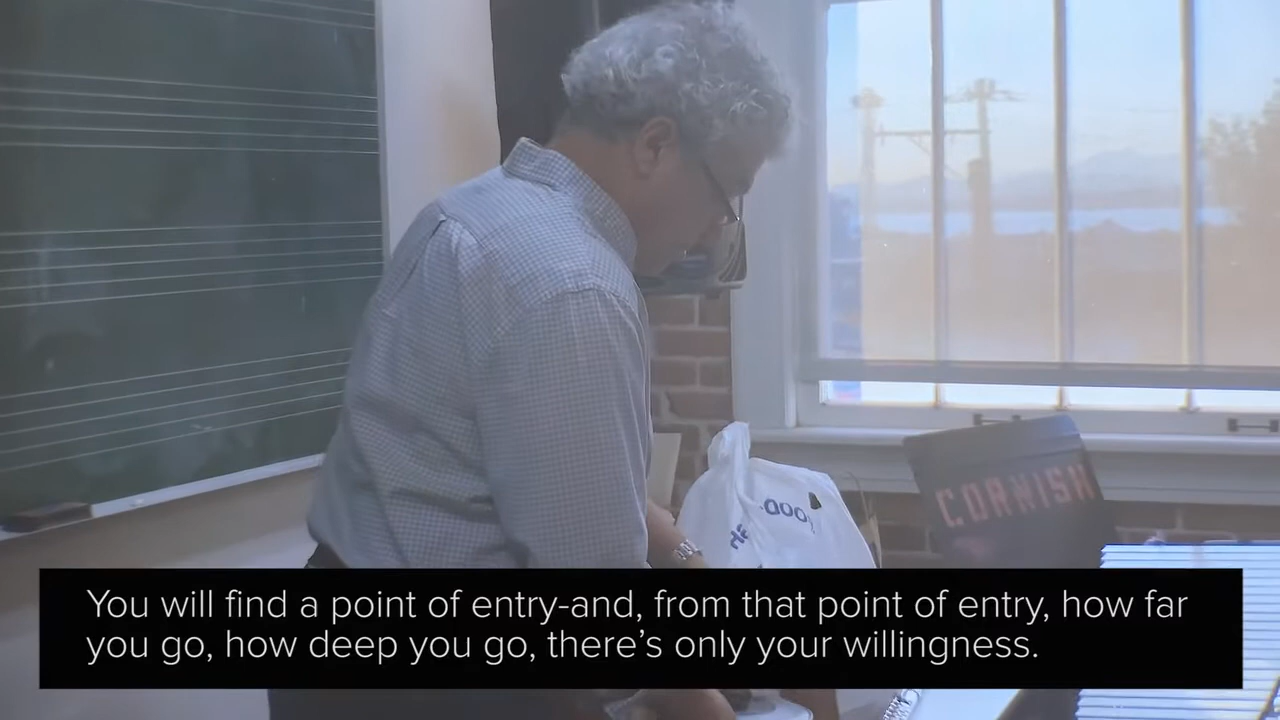 CORNISH
You will find a point of entry-and, from that point of entry, how far
you go, how deep you go, there's only your willingness.